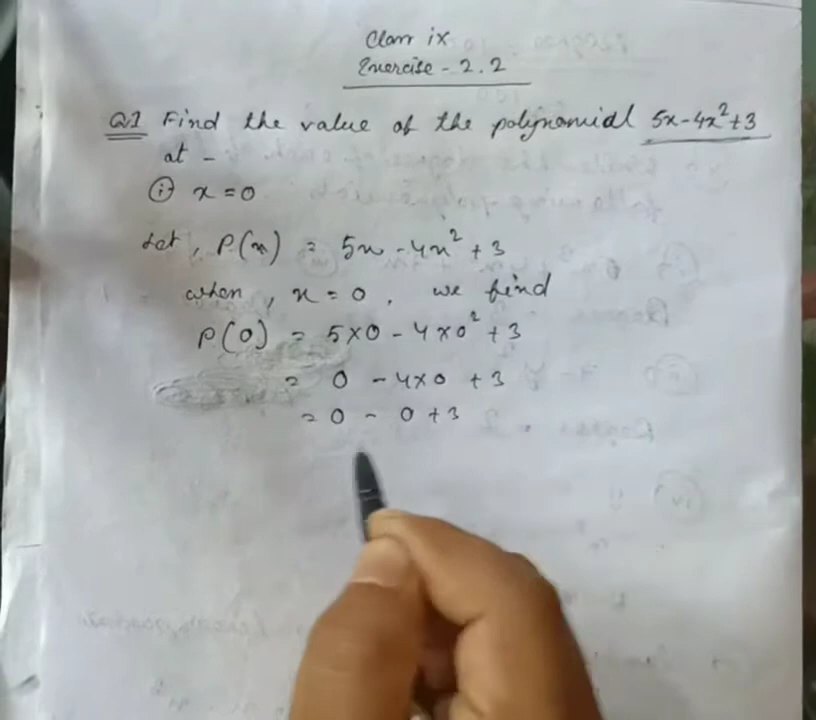 Class ix
Exercise - 2.2
Q1 Find the value of the polynomial 5x-4x²+3
at -
(i) x = 0
Let, P(x) = 5x - 4x² + 3
when, x = 0, we find
P(0) = 5×0 - 4×0² + 3
= 0 - 4×0 + 3
= 0 - 0 + 3